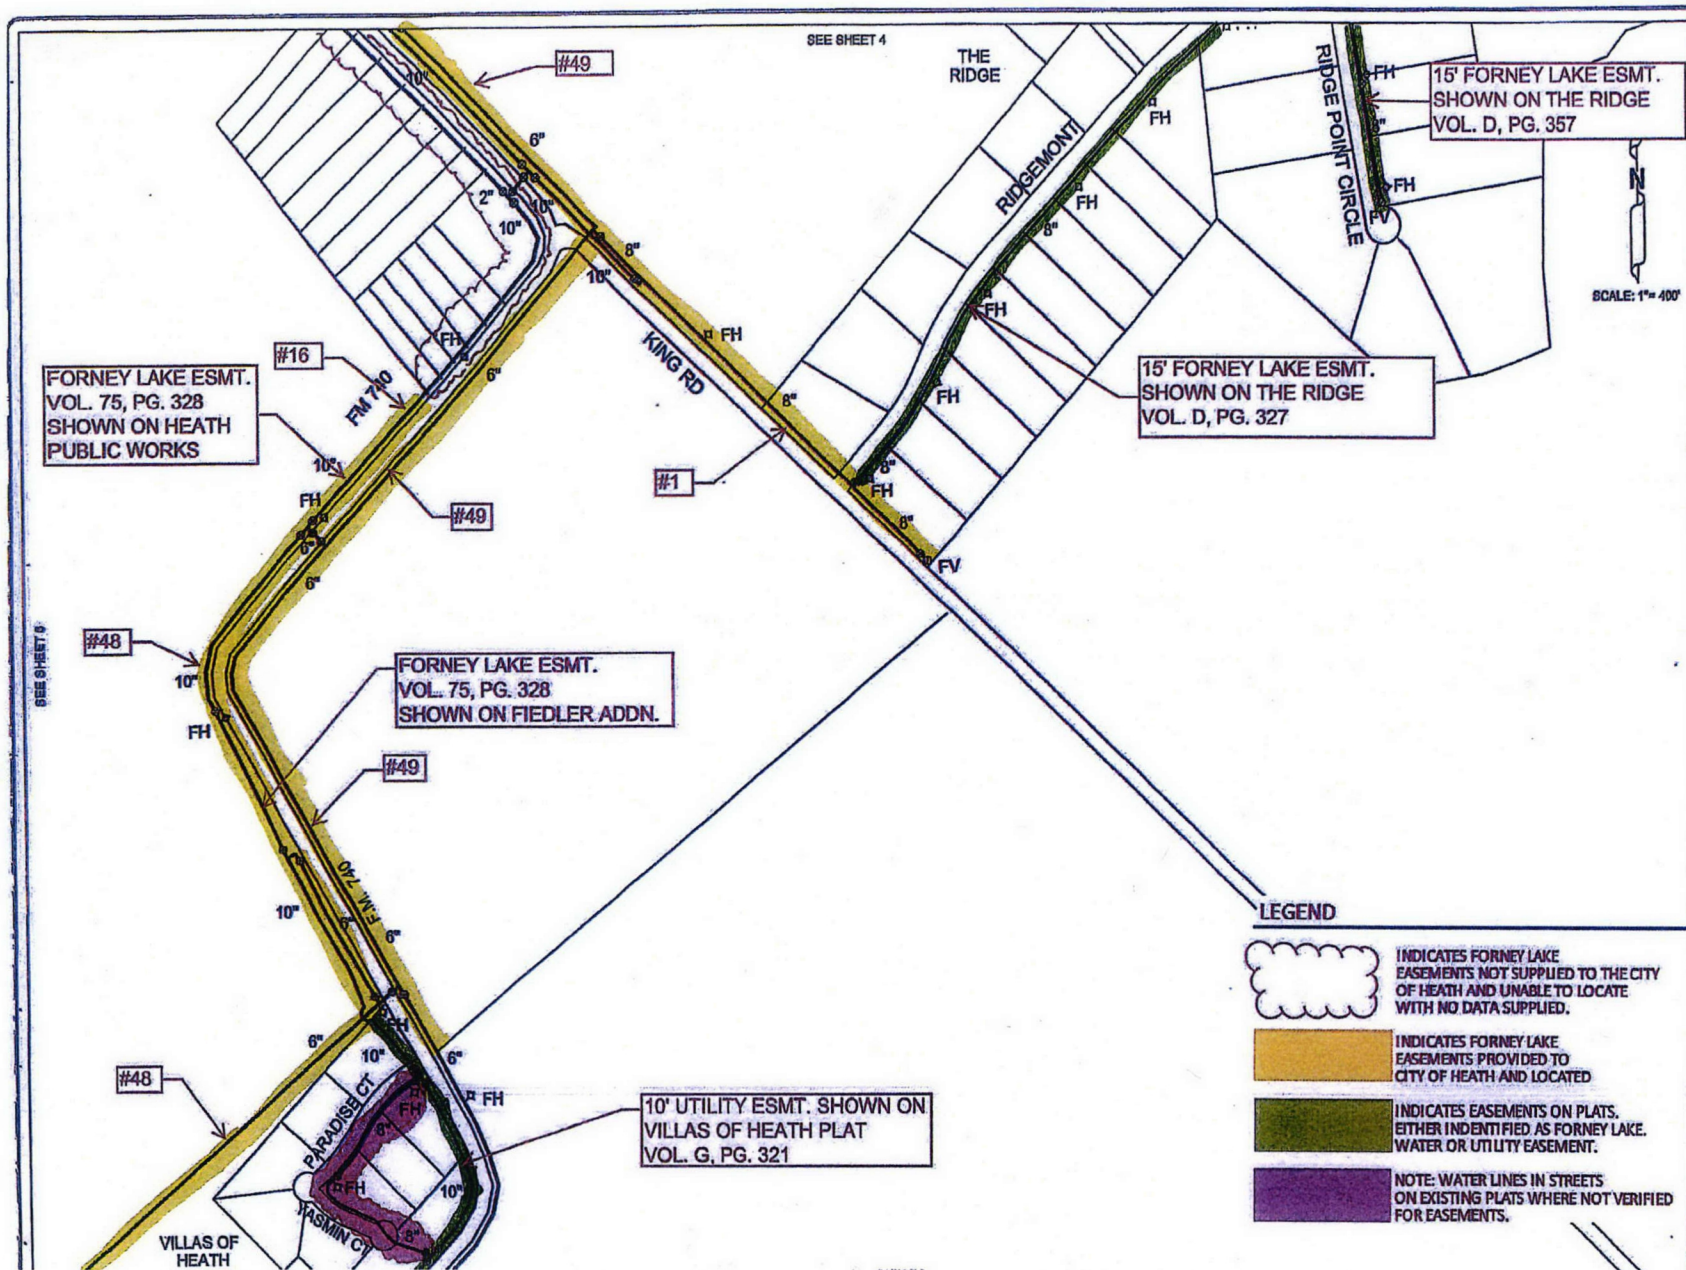 SEE SHEET 4
#49
THE
RIDGE
15' FORNEY LAKE ESMT.
SHOWN ON THE RIDGE
VOL. D, PG. 357
RIDGE POINT CIRCLE
FH
8"
FH
FV
N
SCALE: 1"= 400'
10"
6"
2"
10"
10"
8"
10"
RIDGEMONT
FH
FH
8"
FH
FH
15' FORNEY LAKE ESMT.
SHOWN ON THE RIDGE
VOL. D, PG. 327
FH
KING RD
8"
#1
8"
FH
8"
FV
FH
6"
#16
FM 740
FORNEY LAKE ESMT.
VOL. 75, PG. 328
SHOWN ON HEATH
PUBLIC WORKS
10"
FH
#49
6"
6"
SEE SHEET 6
#48
10"
FH
FORNEY LAKE ESMT.
VOL. 75, PG. 328
SHOWN ON FIEDLER ADDN.
#49
F.M. 740
10"
6"
6"
FH
6"
10"
6"
FH
#48
PARADISE CT
FH
8"
FH
10"
8"
VILLAS OF
HEATH
10' UTILITY ESMT. SHOWN ON
VILLAS OF HEATH PLAT
VOL. G, PG. 321
LEGEND
INDICATES FORNEY LAKE
EASEMENTS NOT SUPPLIED TO THE CITY
OF HEATH AND UNABLE TO LOCATE
WITH NO DATA SUPPLIED.
INDICATES FORNEY LAKE
EASEMENTS PROVIDED TO
CITY OF HEATH AND LOCATED
INDICATES EASEMENTS ON PLATS.
EITHER INDENTIFIED AS FORNEY LAKE.
WATER OR UTILITY EASEMENT.
NOTE: WATER LINES IN STREETS
ON EXISTING PLATS WHERE NOT VERIFIED
FOR EASEMENTS.